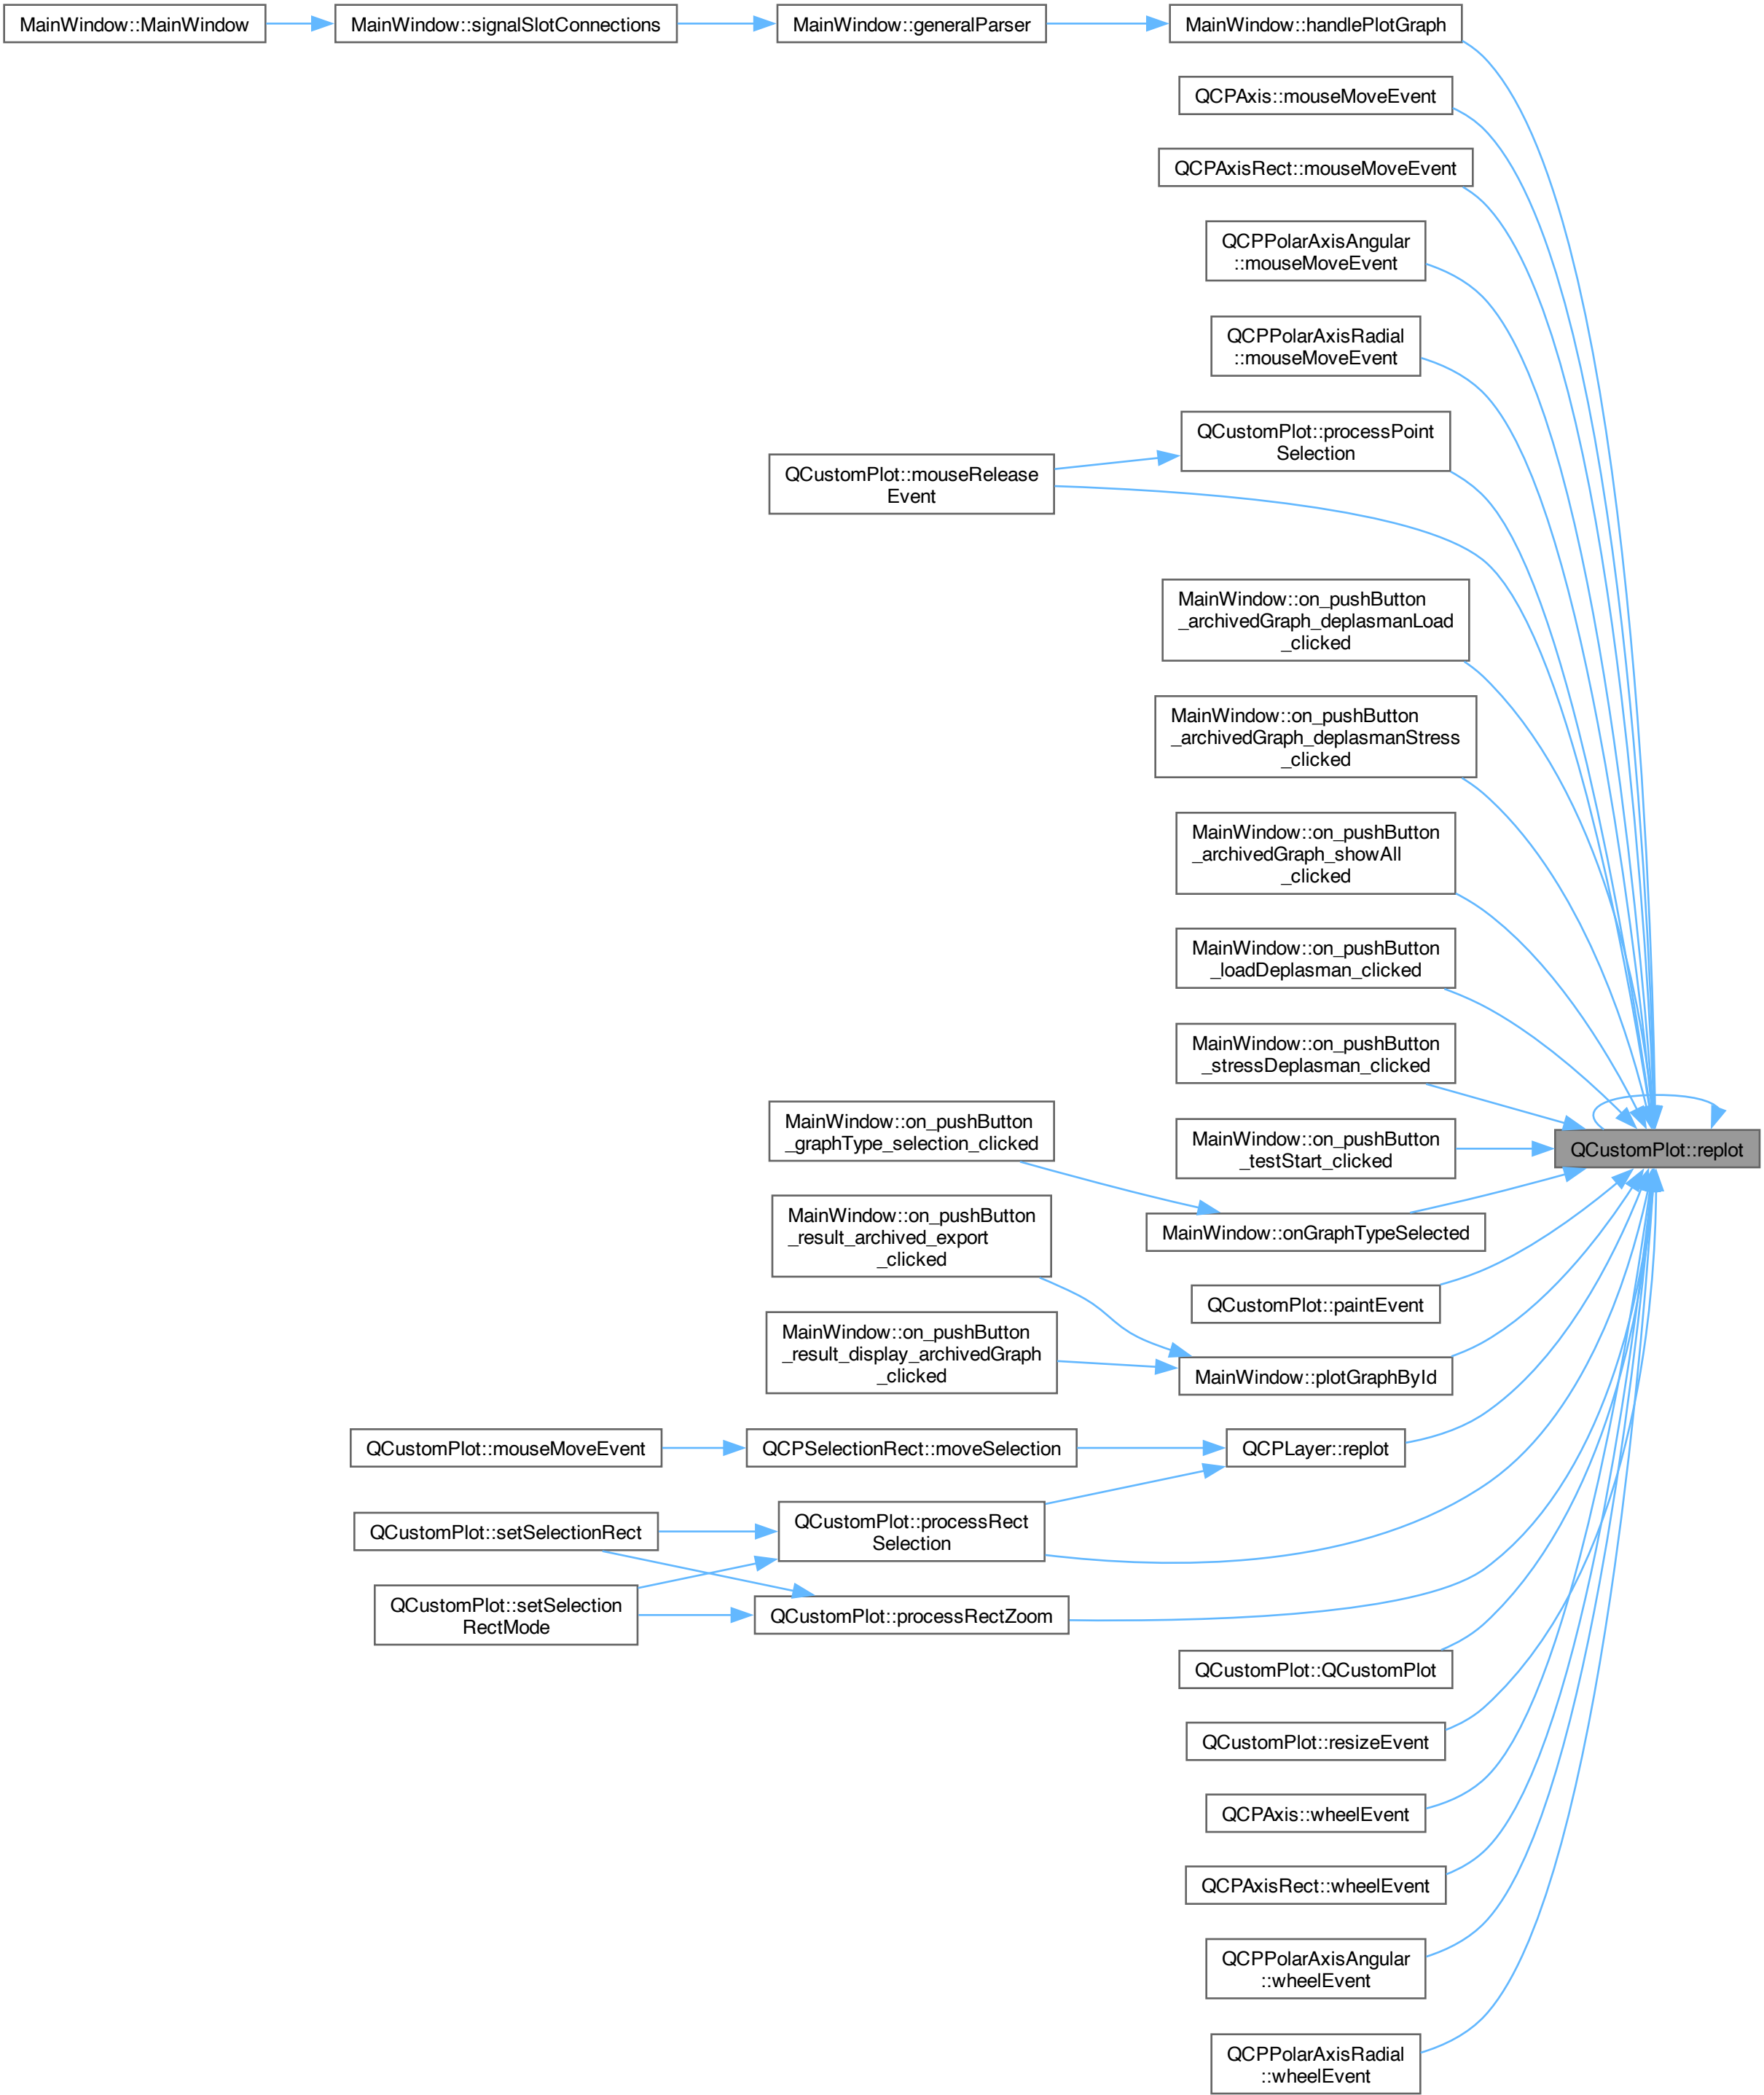 MainWindow::MainWindow
MainWindow::signalSlotConnections
MainWindow::generalParser
MainWindow::handlePlotGraph
QCPAxis::mouseMoveEvent
QCPAxisRect::mouseMoveEvent
QCPPolarAxisAngular
::mouseMoveEvent
QCPPolarAxisRadial
::mouseMoveEvent
QCustomPlot::processPoint
Selection
QCustomPlot::mouseRelease
Event
MainWindow::on_pushButton
_archivedGraph_deplasmanLoad
_clicked
MainWindow::on_pushButton
_archivedGraph_deplasmanStress
_clicked
MainWindow::on_pushButton
_archivedGraph_showAll
_clicked
MainWindow::on_pushButton
_loadDeplasman_clicked
MainWindow::on_pushButton
_stressDeplasman_clicked
MainWindow::on_pushButton
_graphType_selection_clicked
MainWindow::on_pushButton
_testStart_clicked
QCustomPlot::replot
MainWindow::on_pushButton
_result_archived_export
_clicked
MainWindow::onGraphTypeSelected
QCustomPlot::paintEvent
MainWindow::on_pushButton
_result_display_archivedGraph
_clicked
MainWindow::plotGraphById
QCustomPlot::mouseMoveEvent
QCPSelectionRect::moveSelection
QCPLayer::replot
QCustomPlot::setSelectionRect
QCustomPlot::processRect
Selection
QCustomPlot::setSelection
RectMode
QCustomPlot::processRectZoom
QCustomPlot::QCustomPlot
QCustomPlot::resizeEvent
QCPAxis::wheelEvent
QCPAxisRect::wheelEvent
QCPPolarAxisAngular
::wheelEvent
QCPPolarAxisRadial
::wheelEvent